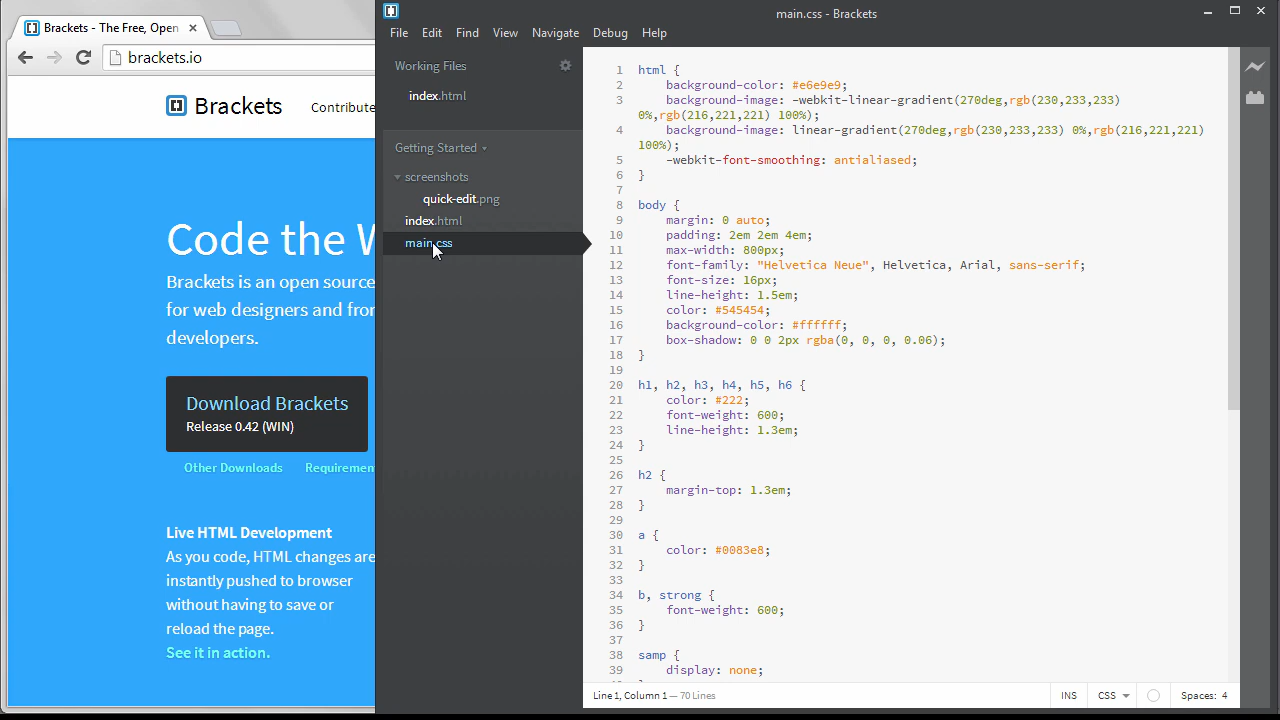 Brackets - The Free, Open
brackets.io
Brackets
Contribute
Code the W
Brackets is an open source
for web designers and fron
developers.
Download Brackets
Release 0.42 (WIN)
Other Downloads
Requiremen
Live HTML Development
As you code, HTML changes are
instantly pushed to browser
without having to save or
reload the page.
See it in action.
main.css - Brackets
File Edit Find View Navigate Debug Help
Working Files
index.html
Getting Started
screenshots
quick-edit.png
index.html
main.css
1 html {
2 background-color: #e6e9e9;
3 background-image: -webkit-linear-gradient(270deg,rgb(230,233,233)
0%,rgb(216,221,221) 100%);
4 background-image: linear-gradient(270deg,rgb(230,233,233) 0%,rgb(216,221,221)
100%);
5 -webkit-font-smoothing: antialiased;
6 }
7
8 body {
9 margin: 0 auto;
10 padding: 2em 2em 4em;
11 max-width: 800px;
12 font-family: "Helvetica Neue", Helvetica, Arial, sans-serif;
13 font-size: 16px;
14 line-height: 1.5em;
15 color: #545454;
16 background-color: #ffffff;
17 box-shadow: 0 0 2px rgba(0, 0, 0, 0.06);
18 }
19
20 h1, h2, h3, h4, h5, h6 {
21 color: #222;
22 font-weight: 600;
23 line-height: 1.3em;
24 }
25
26 h2 {
27 margin-top: 1.3em;
28 }
29
30 a {
31 color: #0083e8;
32 }
33
34 b, strong {
35 font-weight: 600;
36 }
37
38 samp {
39 display: none;
Line 1, Column 1 — 70 Lines
INS
CSS
Spaces: 4